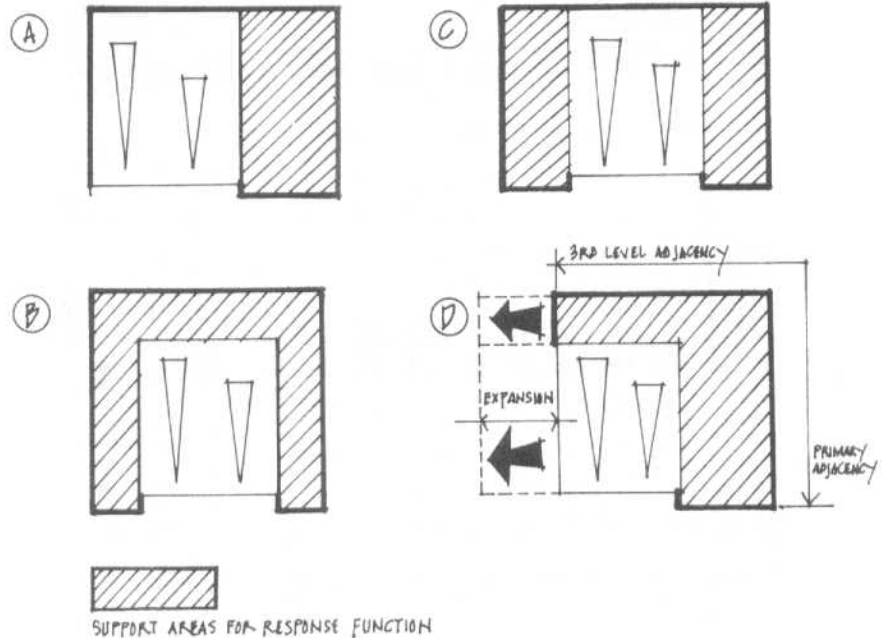 A
C
B
D
3RD LEVEL ADJACENCY
EXPANSION
PRIMARY
ADJACENCY
SUPPORT AREAS FOR RESPONSE FUNCTION